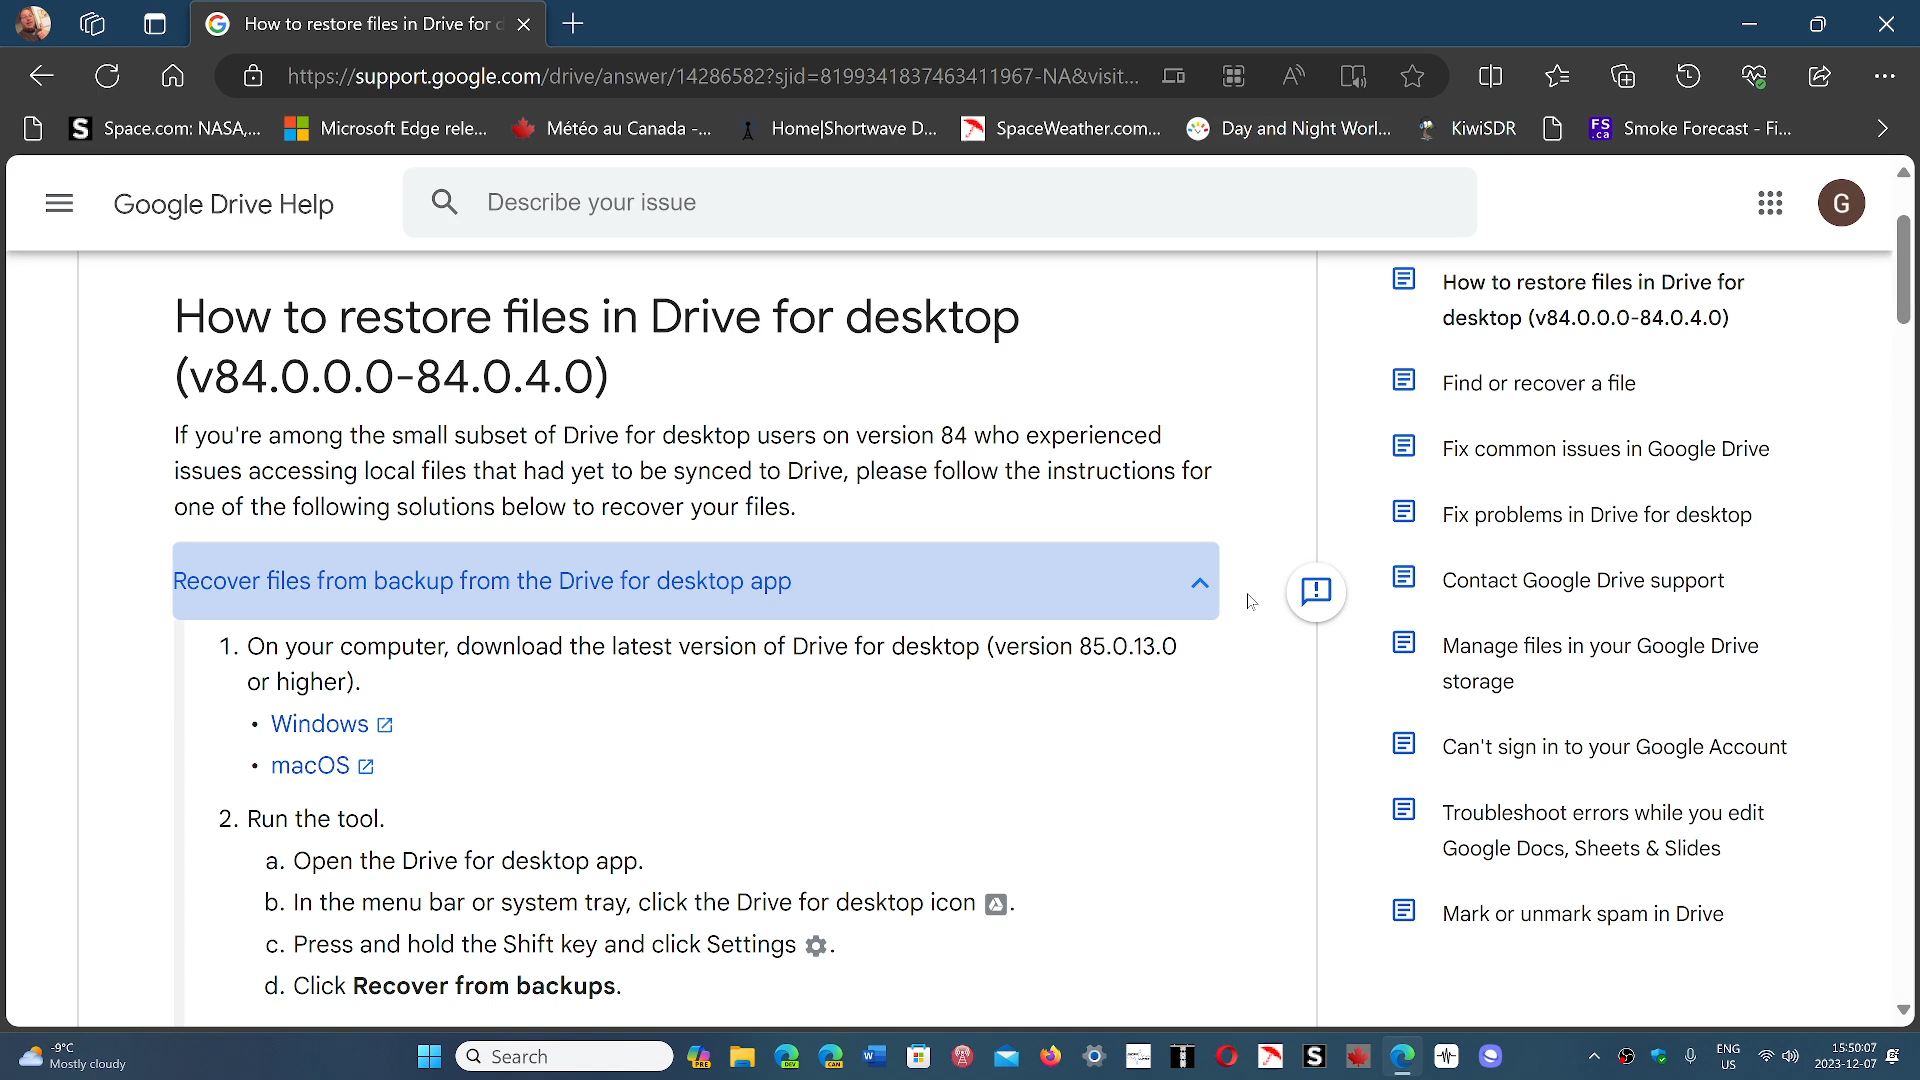 How to restore files in Drive for d
https://support.google.com/drive/answer/14286582?sjid=8199341837463411967-NA&visit...
Space.com: NASA,...
Microsoft Edge rele...
Météo au Canada -...
Home|Shortwave D...
SpaceWeather.com...
Day and Night Worl...
KiwiSDR
FS
.ca
Smoke Forecast - Fi...
Google Drive Help
Describe your issue
G
How to restore files in Drive for desktop
(v84.0.0.0-84.0.4.0)
If you're among the small subset of Drive for desktop users on version 84 who experienced
issues accessing local files that had yet to be synced to Drive, please follow the instructions for
one of the following solutions below to recover your files.
Recover files from backup from the Drive for desktop app
1. On your computer, download the latest version of Drive for desktop (version 85.0.13.0
or higher).
• Windows
• macOS
2. Run the tool.
a. Open the Drive for desktop app.
b. In the menu bar or system tray, click the Drive for desktop icon .
c. Press and hold the Shift key and click Settings .
d. Click Recover from backups.
How to restore files in Drive for
desktop (v84.0.0.0-84.0.4.0)
Find or recover a file
Fix common issues in Google Drive
Fix problems in Drive for desktop
Contact Google Drive support
Manage files in your Google Drive
storage
Can't sign in to your Google Account
Troubleshoot errors while you edit
Google Docs, Sheets & Slides
Mark or unmark spam in Drive
-9°C
Mostly cloudy
Search
PRE
DEV
CAN
ENG
US
15:50:07
2023-12-07